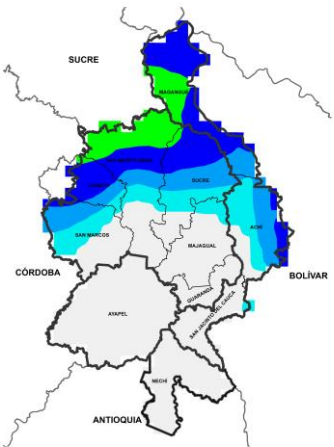 SUCRE
MAGANGUÉ
SUCRE
ACHÍ
SAN MARCOS
MAJAGUAL
CÓRDOBA
BOLÍVAR
GUARANDA
SAN JACINTO DEL CAUCA
AYAPEL
NECHÍ
ANTIOQUIA